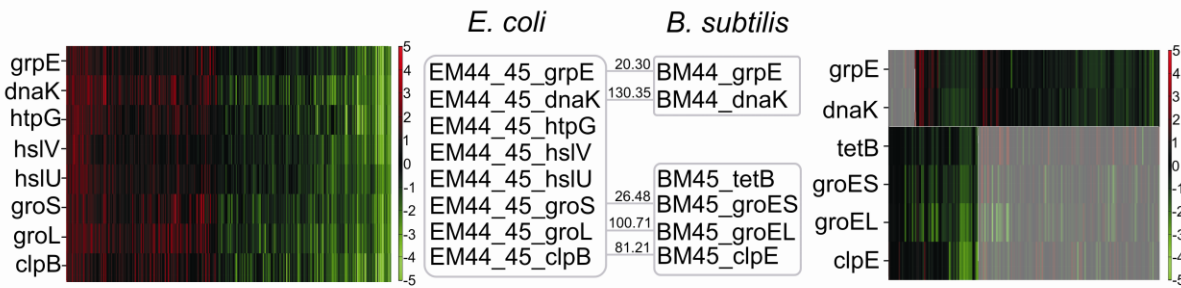 E. coli
B. subtilis
grpE
dnaK
htpG
hslV
hslU
groS
groL
clpB
5
4
3
2
1
0
-1
-2
-3
-4
-5
EM44_45_grpE
EM44_45_dnaK
EM44_45_htpG
EM44_45_hslV
EM44_45_hslU
EM44_45_groS
EM44_45_groL
EM44_45_clpB
20.30
130.35
26.48
100.71
81.21
BM44_grpE
BM44_dnaK
BM45_tetB
BM45_groES
BM45_groEL
BM45_clpE
grpE
dnaK
tetB
groES
groEL
clpE
5
4
3
2
1
0
-1
-2
-3
-4
-5